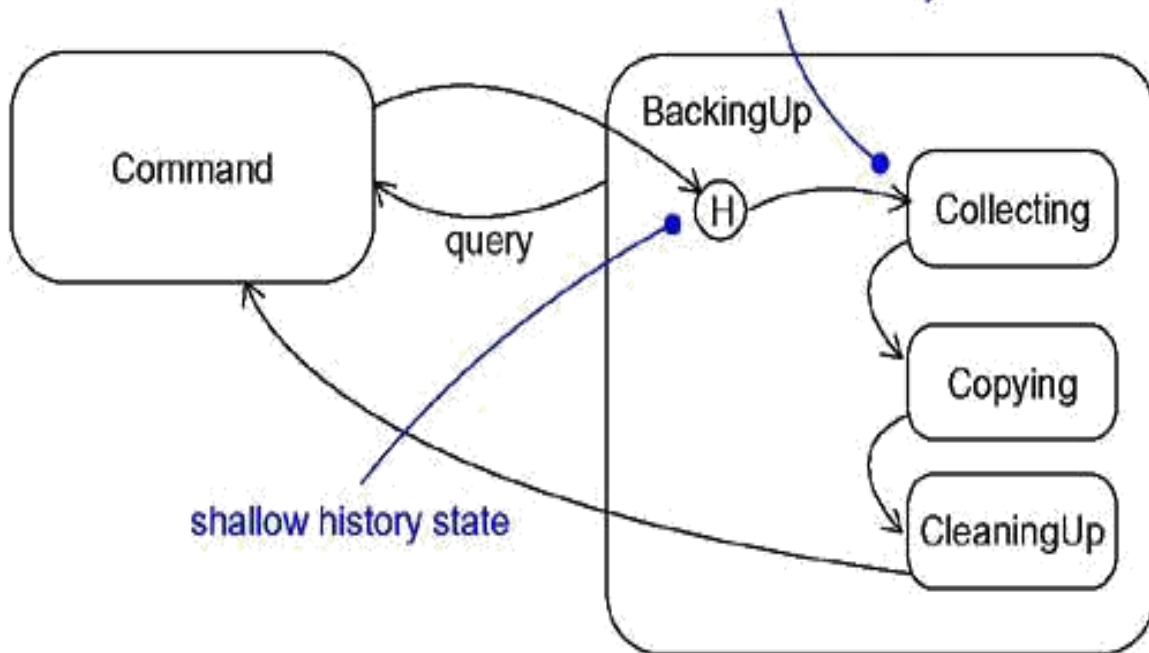 BackingUp
Command
H
Collecting
query
Copying
shallow history state
CleaningUp